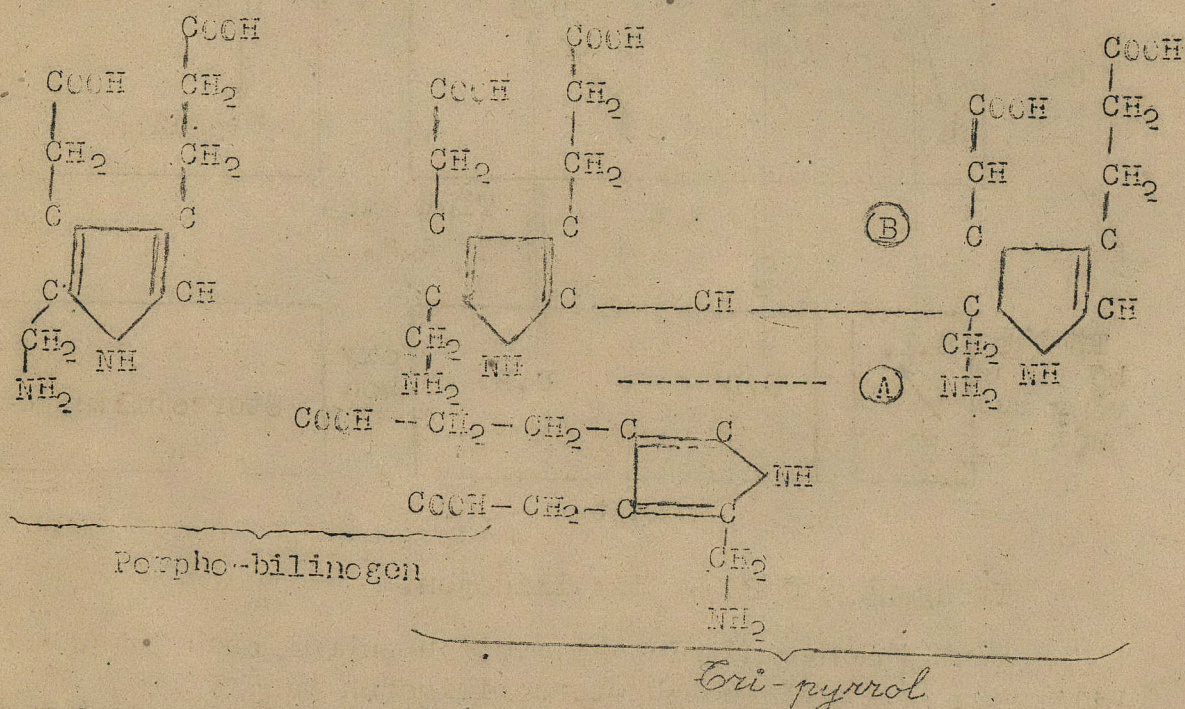 COOH COOH COOH
COOH CH₂ COOH CH₂ COOH CH₂
CH₂ CH₂ CH₂ CH₂ CH CH₂
C C C C B C C
C CH C C CH C CH
CH₂ NH CH₂ NH CH₂ NH
NH₂ NH₂ A NH₂
COOH CH₂ CH₂ C C
NH
COOH CH₂ C C
Porpho-bilinogen
CH₂
NH₂
Tri-pyrrol